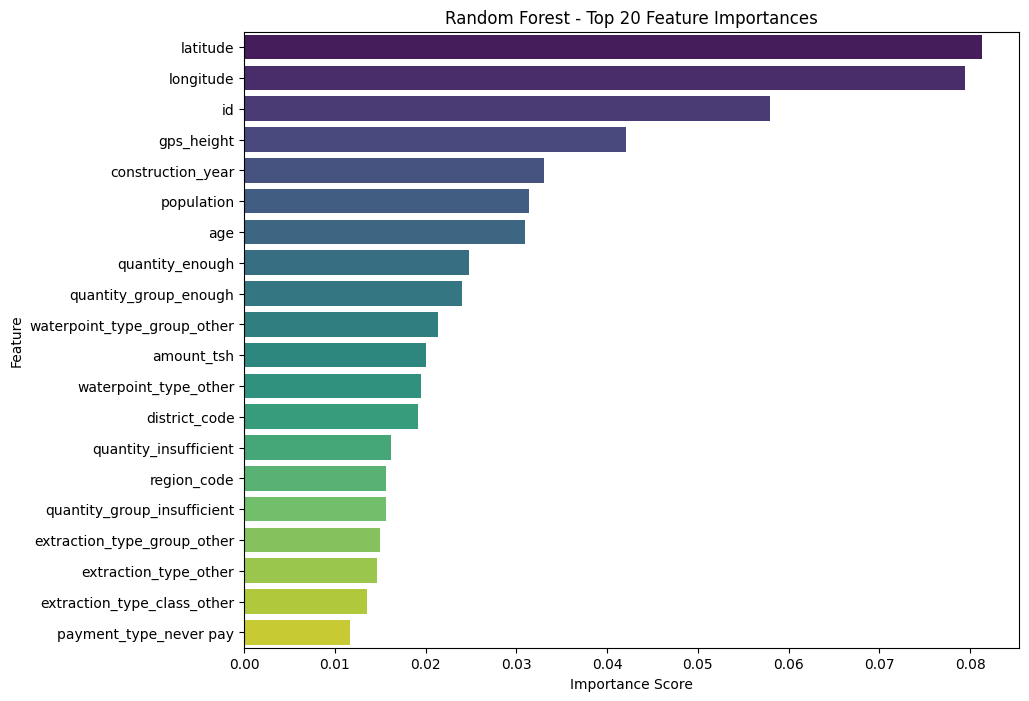 Random Forest - Top 20 Feature Importances
Feature
latitude
longitude
id
gps_height
construction_year
population
age
quantity_enough
quantity_group_enough
waterpoint_type_group_other
amount_tsh
waterpoint_type_other
district_code
quantity_insufficient
region_code
quantity_group_insufficient
extraction_type_group_other
extraction_type_other
extraction_type_class_other
payment_type_never pay
0.00 0.01 0.02 0.03 0.04 0.05 0.06 0.07 0.08
Importance Score